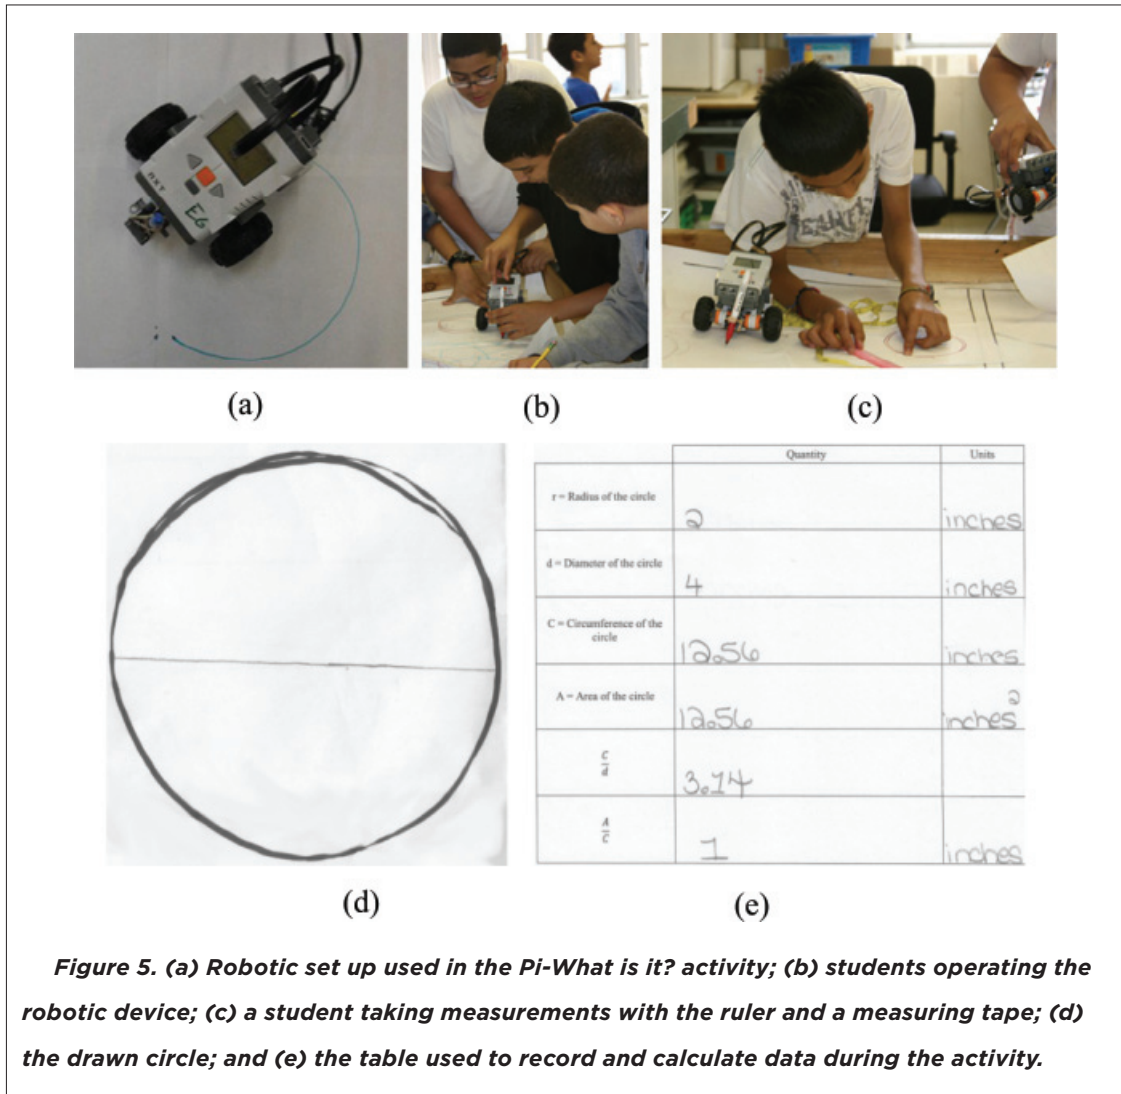 nxt
E6
(a)
(b)
(c)
Quantity
Units
r = Radius of the circle
2
inches
d = Diameter of the circle
4
inches
C = Circumference of the
circle
12.56
inches
A = Area of the circle
12.56
inches²
C
d
3.14
A
C
1
inches
(d)
(e)
Figure 5. (a) Robotic set up used in the Pi-What is it? activity; (b) students operating the
robotic device; (c) a student taking measurements with the ruler and a measuring tape; (d)
the drawn circle; and (e) the table used to record and calculate data during the activity.